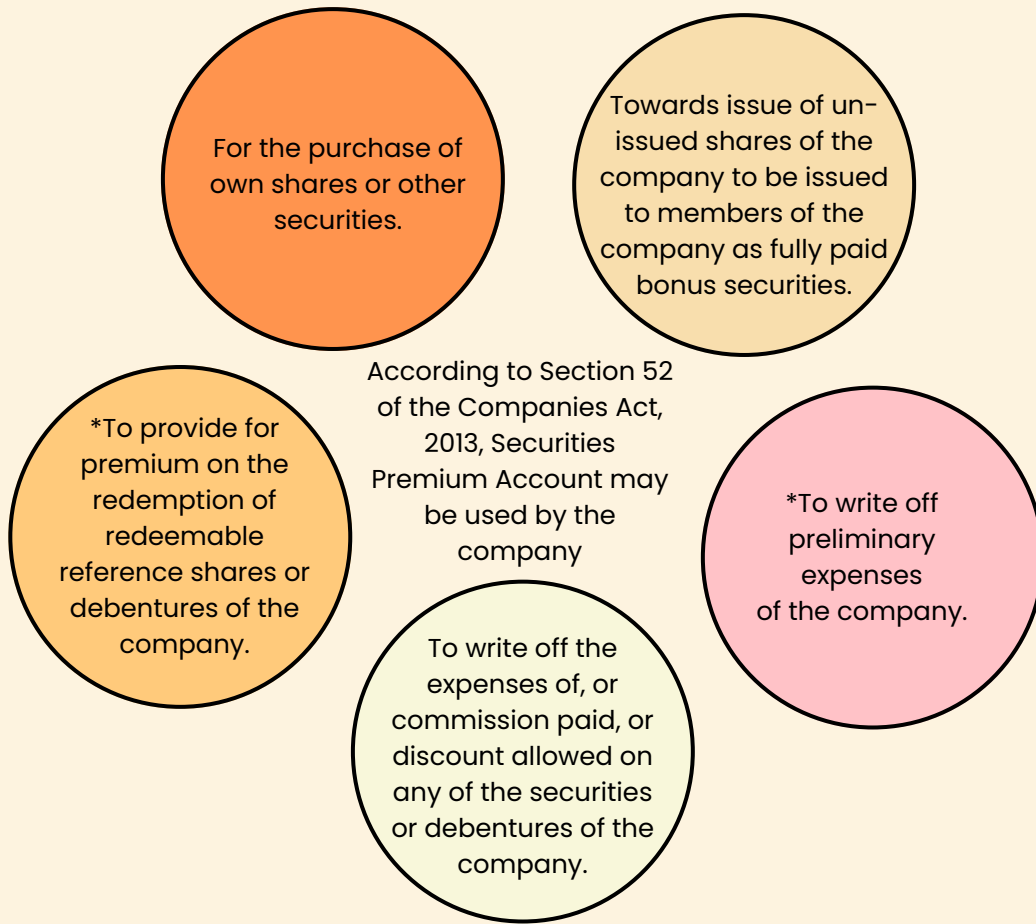 For the purchase of
own shares or other
securities.
Towards issue of un-
issued shares of the
company to be issued
to members of the
company as fully paid
bonus securities.
According to Section 52
of the Companies Act,
2013, Securities
Premium Account may
be used by the
company
*To provide for
premium on the
redemption of
redeemable
reference shares or
debentures of the
company.
*To write off
preliminary
expenses
of the company.
To write off the
expenses of, or
commission paid, or
discount allowed on
any of the securities
or debentures of the
company.